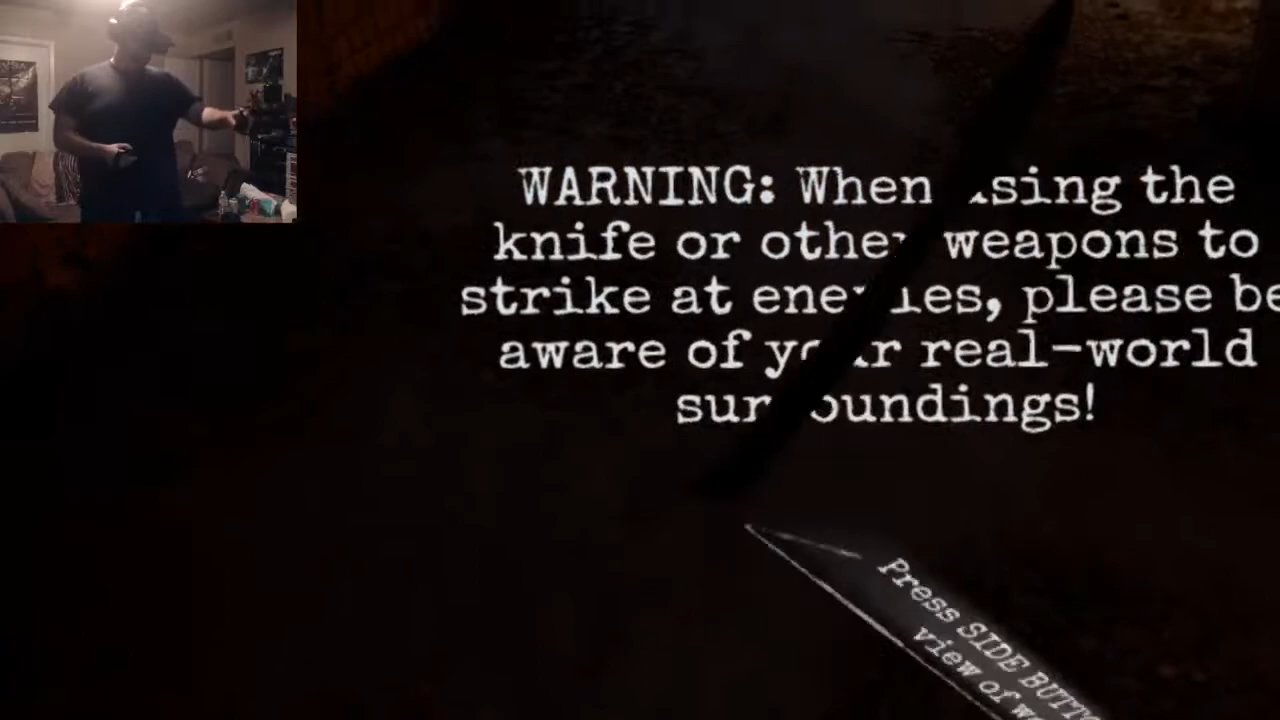 WARNING: When using the
knife or other weapons to
strike at enemies, please be
aware of your real-world
surroundings!
Press SIDE
view of